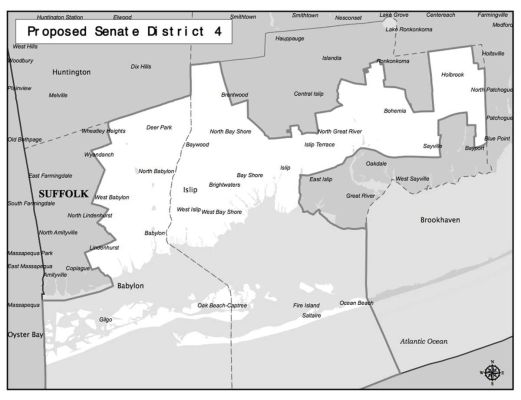 Huntington Station
Elwood
Smithtown
Smithtown
Nesconset
Lake Grove
Centereach
Farmingville
Medford
Proposed Senate District 4
Lake Ronkonkoma
Hauppauge
West Hills
Woodbury
Dix Hills
Islandia
Ronkonkoma
Holtsville
Huntington
Holbrook
Plainview
Melville
Brentwood
Central Islip
North Patchogue
Bohemia
Patchogue
Deer Park
Wheatley Heights
North Bay Shore
North Great River
Old Bethpage
Baywood
Islip Terrace
Sayville
Blue Point
Bayport
Wyandanch
Oakdale
Islip
North Babylon
East Farmingdale
Bay Shore
East Islip
West Sayville
Brightwaters
SUFFOLK
Islip
West Babylon
Great River
South Farmingdale
West Islip
West Bay Shore
North Lindenhurst
Brookhaven
North Amityville
Babylon
Lindenhurst
Massapequa Park
East Massapequa
Copiague
Amityville
Babylon
Massapequa
Oak Beach-Captree
Fire Island
Ocean Beach
Saltaire
Gilgo
Oyster Bay
Atlantic Ocean
N
W
E
S